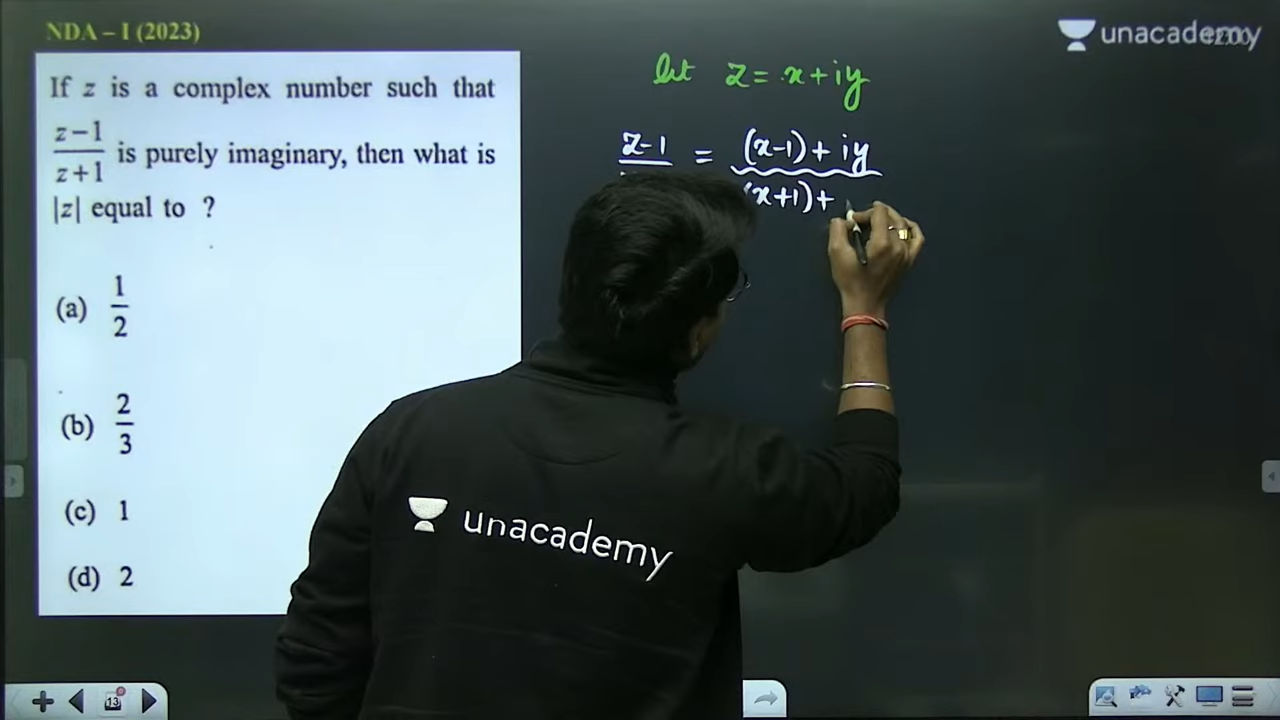 NDA – I (2023)
unacademy
If z is a complex number such that
z−1
z+1
is purely imaginary, then what is
|z| equal to ?
(a) 1
2
(b) 2
3
(c) 1
(d) 2
let z = x + iy
z-1 = (x-1) + iy
(x+1) +
unacademy
13